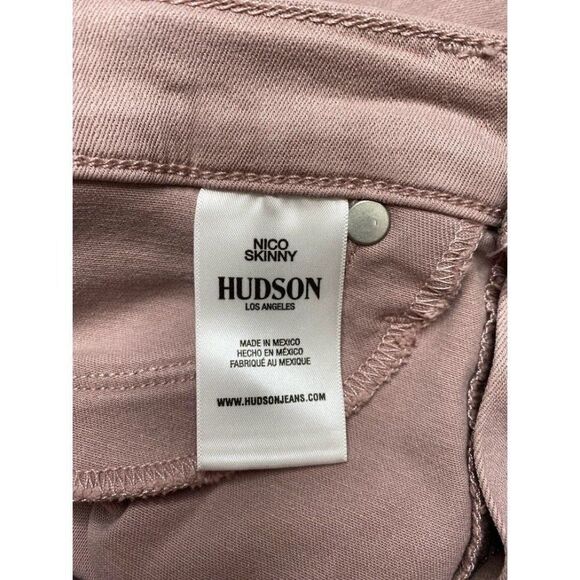 NICO
SKINNY
HUDSON
LOS ANGELES
MADE IN MEXICO
HECHO EN MÉXICO
FABRIQUÉ AU MEXIQUE
WWW.HUDSONJEANS.COM